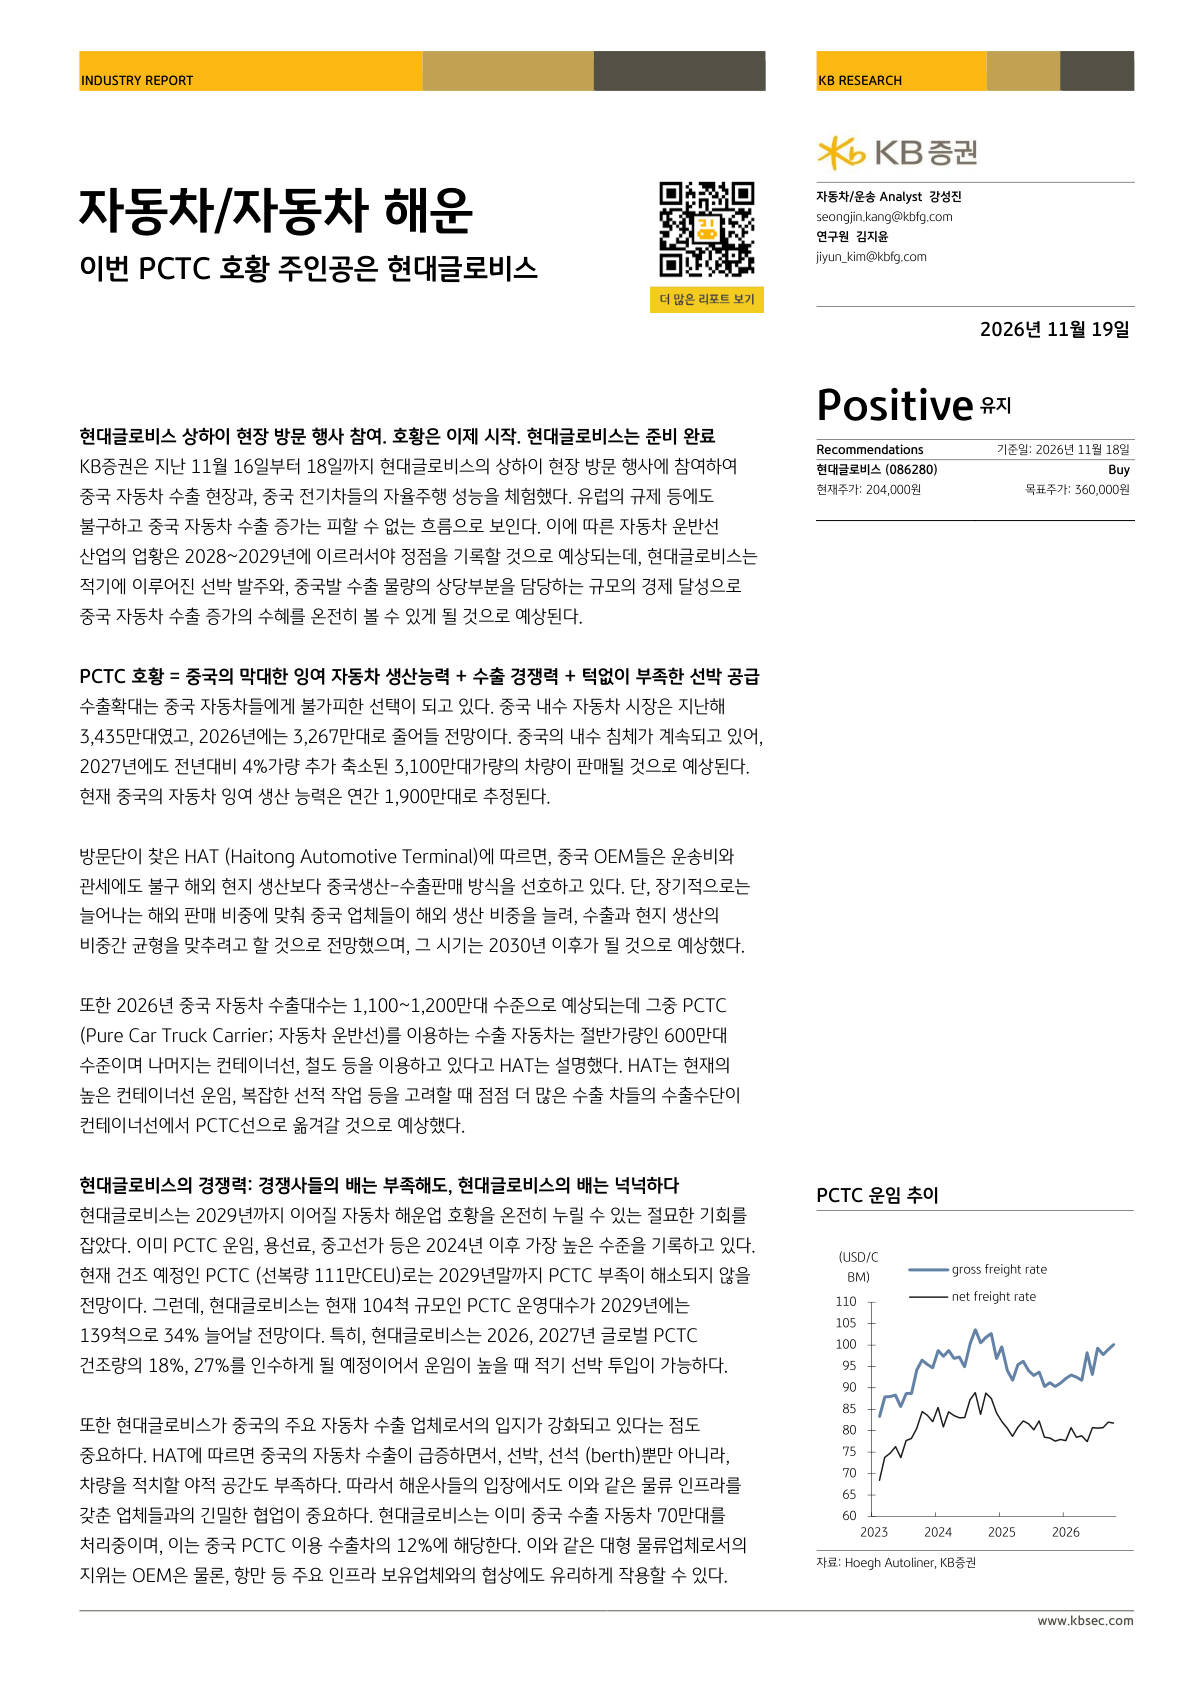 INDUSTRY REPORT
KB RESEARCH
자동차/자동차 해운
이번 PCTC 호황 주인공은 현대글로비스
더 많은 리포트 보기
KB증권
자동차/운송 Analyst 강성진
seongjin.kang@kbfg.com
연구원 김지윤
jiyun_kim@kbfg.com
2026년 11월 19일
Positive 유지
Recommendations 기준일: 2026년 11월 18일
현대글로비스 (086280) Buy
현재주가: 204,000원 목표주가: 360,000원
현대글로비스 상하이 현장 방문 행사 참여. 호황은 이제 시작. 현대글로비스는 준비 완료
KB증권은 지난 11월 16일부터 18일까지 현대글로비스의 상하이 현장 방문 행사에 참여하여
중국 자동차 수출 현장과, 중국 전기차들의 자율주행 성능을 체험했다. 유럽의 규제 등에도
불구하고 중국 자동차 수출 증가는 피할 수 없는 흐름으로 보인다. 이에 따른 자동차 운반선
산업의 업황은 2028~2029년에 이르러서야 정점을 기록할 것으로 예상되는데, 현대글로비스는
적기에 이루어진 선박 발주와, 중국발 수출 물량의 상당부분을 담당하는 규모의 경제 달성으로
중국 자동차 수출 증가의 수혜를 온전히 볼 수 있게 될 것으로 예상된다.
PCTC 호황 = 중국의 막대한 잉여 자동차 생산능력 + 수출 경쟁력 + 턱없이 부족한 선박 공급
수출확대는 중국 자동차들에게 불가피한 선택이 되고 있다. 중국 내수 자동차 시장은 지난해
3,435만대였고, 2026년에는 3,267만대로 줄어들 전망이다. 중국의 내수 침체가 계속되고 있어,
2027년에도 전년대비 4%가량 추가 축소된 3,100만대가량의 차량이 판매될 것으로 예상된다.
현재 중국의 자동차 잉여 생산 능력은 연간 1,900만대로 추정된다.
방문단이 찾은 HAT (Haitong Automotive Terminal)에 따르면, 중국 OEM들은 운송비와
관세에도 불구 해외 현지 생산보다 중국생산-수출판매 방식을 선호하고 있다. 단, 장기적으로는
늘어나는 해외 판매 비중에 맞춰 중국 업체들이 해외 생산 비중을 늘려, 수출과 현지 생산의
비중간 균형을 맞추려고 할 것으로 전망했으며, 그 시기는 2030년 이후가 될 것으로 예상했다.
또한 2026년 중국 자동차 수출대수는 1,100~1,200만대 수준으로 예상되는데 그중 PCTC
(Pure Car Truck Carrier; 자동차 운반선)를 이용하는 수출 자동차는 절반가량인 600만대
수준이며 나머지는 컨테이너선, 철도 등을 이용하고 있다고 HAT는 설명했다. HAT는 현재의
높은 컨테이너선 운임, 복잡한 선적 작업 등을 고려할 때 점점 더 많은 수출 차들의 수출수단이
컨테이너선에서 PCTC선으로 옮겨갈 것으로 예상했다.
현대글로비스의 경쟁력: 경쟁사들의 배는 부족해도, 현대글로비스의 배는 넉넉하다
현대글로비스는 2029년까지 이어질 자동차 해운업 호황을 온전히 누릴 수 있는 절묘한 기회를
잡았다. 이미 PCTC 운임, 용선료, 중고선가 등은 2024년 이후 가장 높은 수준을 기록하고 있다.
현재 건조 예정인 PCTC (선복량 111만CEU)로는 2029년말까지 PCTC 부족이 해소되지 않을
전망이다. 그런데, 현대글로비스는 현재 104척 규모인 PCTC 운영대수가 2029년에는
139척으로 34% 늘어날 전망이다. 특히, 현대글로비스는 2026, 2027년 글로벌 PCTC
건조량의 18%, 27%를 인수하게 될 예정이어서 운임이 높을 때 적기 선박 투입이 가능하다.
또한 현대글로비스가 중국의 주요 자동차 수출 업체로서의 입지가 강화되고 있다는 점도
중요하다. HAT에 따르면 중국의 자동차 수출이 급증하면서, 선박, 선석 (berth)뿐만 아니라,
차량을 적치할 야적 공간도 부족하다. 따라서 해운사들의 입장에서도 이와 같은 물류 인프라를
갖춘 업체들과의 긴밀한 협업이 중요하다. 현대글로비스는 이미 중국 수출 자동차 70만대를
처리중이며, 이는 중국 PCTC 이용 수출차의 12%에 해당한다. 이와 같은 대형 물류업체로서의
지위는 OEM은 물론, 항만 등 주요 인프라 보유업체와의 협상에도 유리하게 작용할 수 있다.
PCTC 운임 추이
(USD/C
BM)
gross freight rate
net freight rate
110
105
100
95
90
85
80
75
70
65
60
2023 2024 2025 2026
자료: Hoegh Autoliner, KB증권
www.kbsec.com